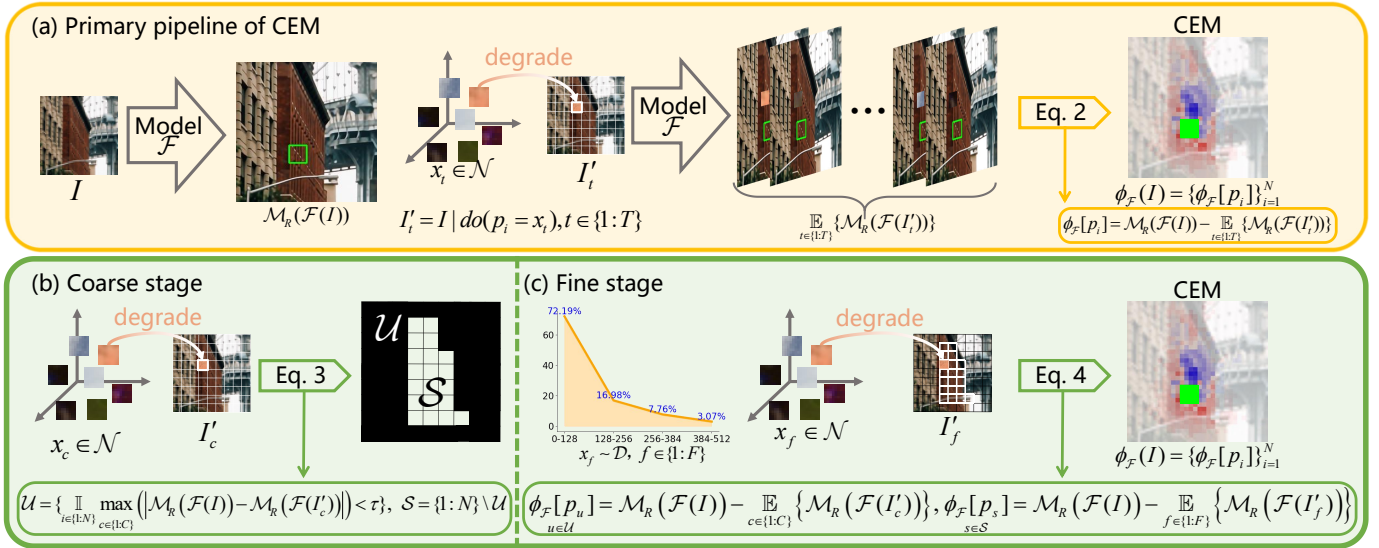 (a) Primary pipeline of CEM
I
Model
ℱ
ℳ_R(ℱ(I))
degrade
x_t ∈ 𝒩
I'_t
I'_t = I | do(p_i = x_t), t ∈ {1:T}
Model
ℱ
•••
𝔼_{t∈{1:T}}{ℳ_R(ℱ(I'_t))}
Eq. 2
CEM
ϕ_ℱ(I) = {ϕ_ℱ[p_i]}_{i=1}^N
ϕ_ℱ[p_i] = ℳ_R(ℱ(I)) − 𝔼_{t∈{1:T}}{ℳ_R(ℱ(I'_t))}
(b) Coarse stage
degrade
x_c ∈ 𝒩
I'_c
Eq. 3
𝒰
𝒮
𝒰 = { 𝕀_{i∈{1:N}} max_{c∈{1:C}} (|ℳ_R(ℱ(I)) − ℳ_R(ℱ(I'_c))|) < τ}, 𝒮 = {1:N} \ 𝒰
(c) Fine stage
72.19%
16.98%
7.76%
3.07%
60
40
20
0
0-128 128-256 256-384 384-512
x_f ~ 𝒟, f ∈ {1:F}
degrade
x_f ∈ 𝒩
I'_f
Eq. 4
CEM
ϕ_ℱ(I) = {ϕ_ℱ[p_i]}_{i=1}^N
ϕ_ℱ[p_u]_{u∈𝒰} = ℳ_R(ℱ(I)) − 𝔼_{c∈{1:C}}{ℳ_R(ℱ(I'_c))}, ϕ_ℱ[p_s]_{s∈𝒮} = ℳ_R(ℱ(I)) − 𝔼_{f∈{1:F}}{ℳ_R(ℱ(I'_f))}